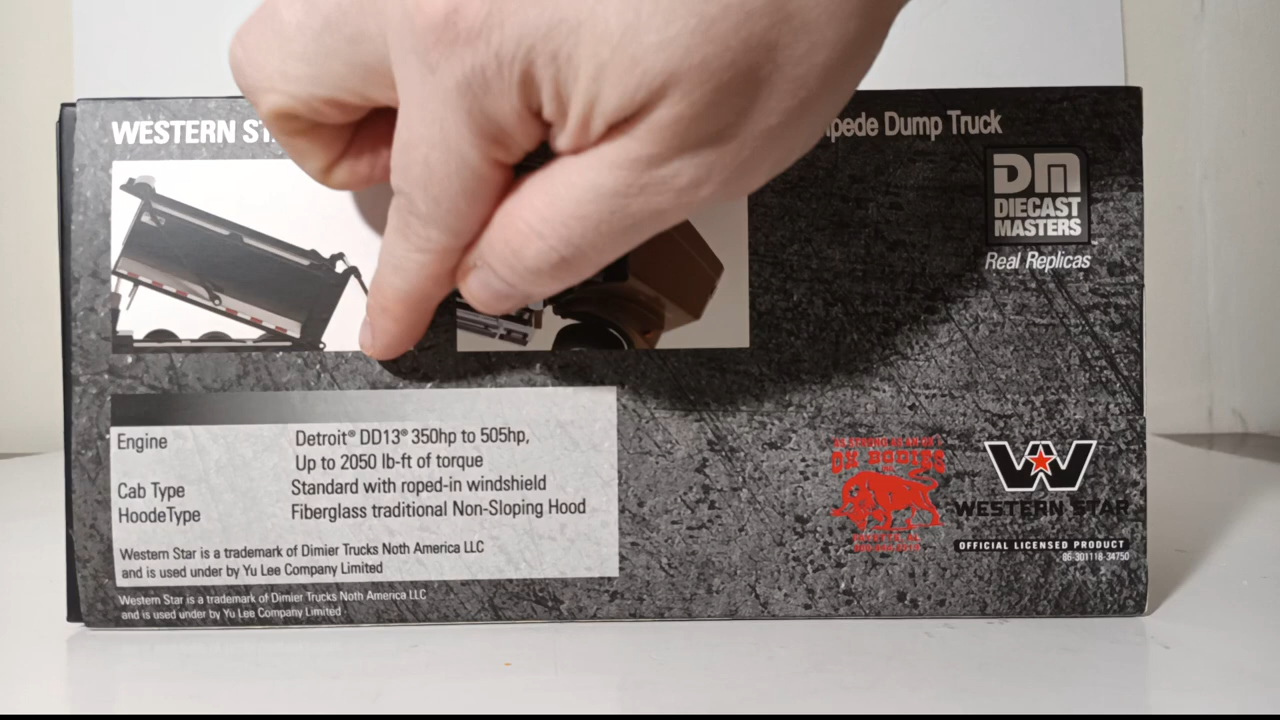 WESTERN ST
pede Dump Truck
DM
DIECAST
MASTERS
Real Replicas
Engine Detroit® DD13® 350hp to 505hp,
Up to 2050 lb-ft of torque
Cab Type Standard with roped-in windshield
HoodeType Fiberglass traditional Non-Sloping Hood
Western Star is a trademark of Dimier Trucks Noth America LLC
and is used under by Yu Lee Company Limited
Western Star is a trademark of Dimier Trucks Noth America LLC
and is used under by Yu Lee Company Limited
OX BODIES
WESTERN STAR
OFFICIAL LICENSED PRODUCT
86-301118-34750